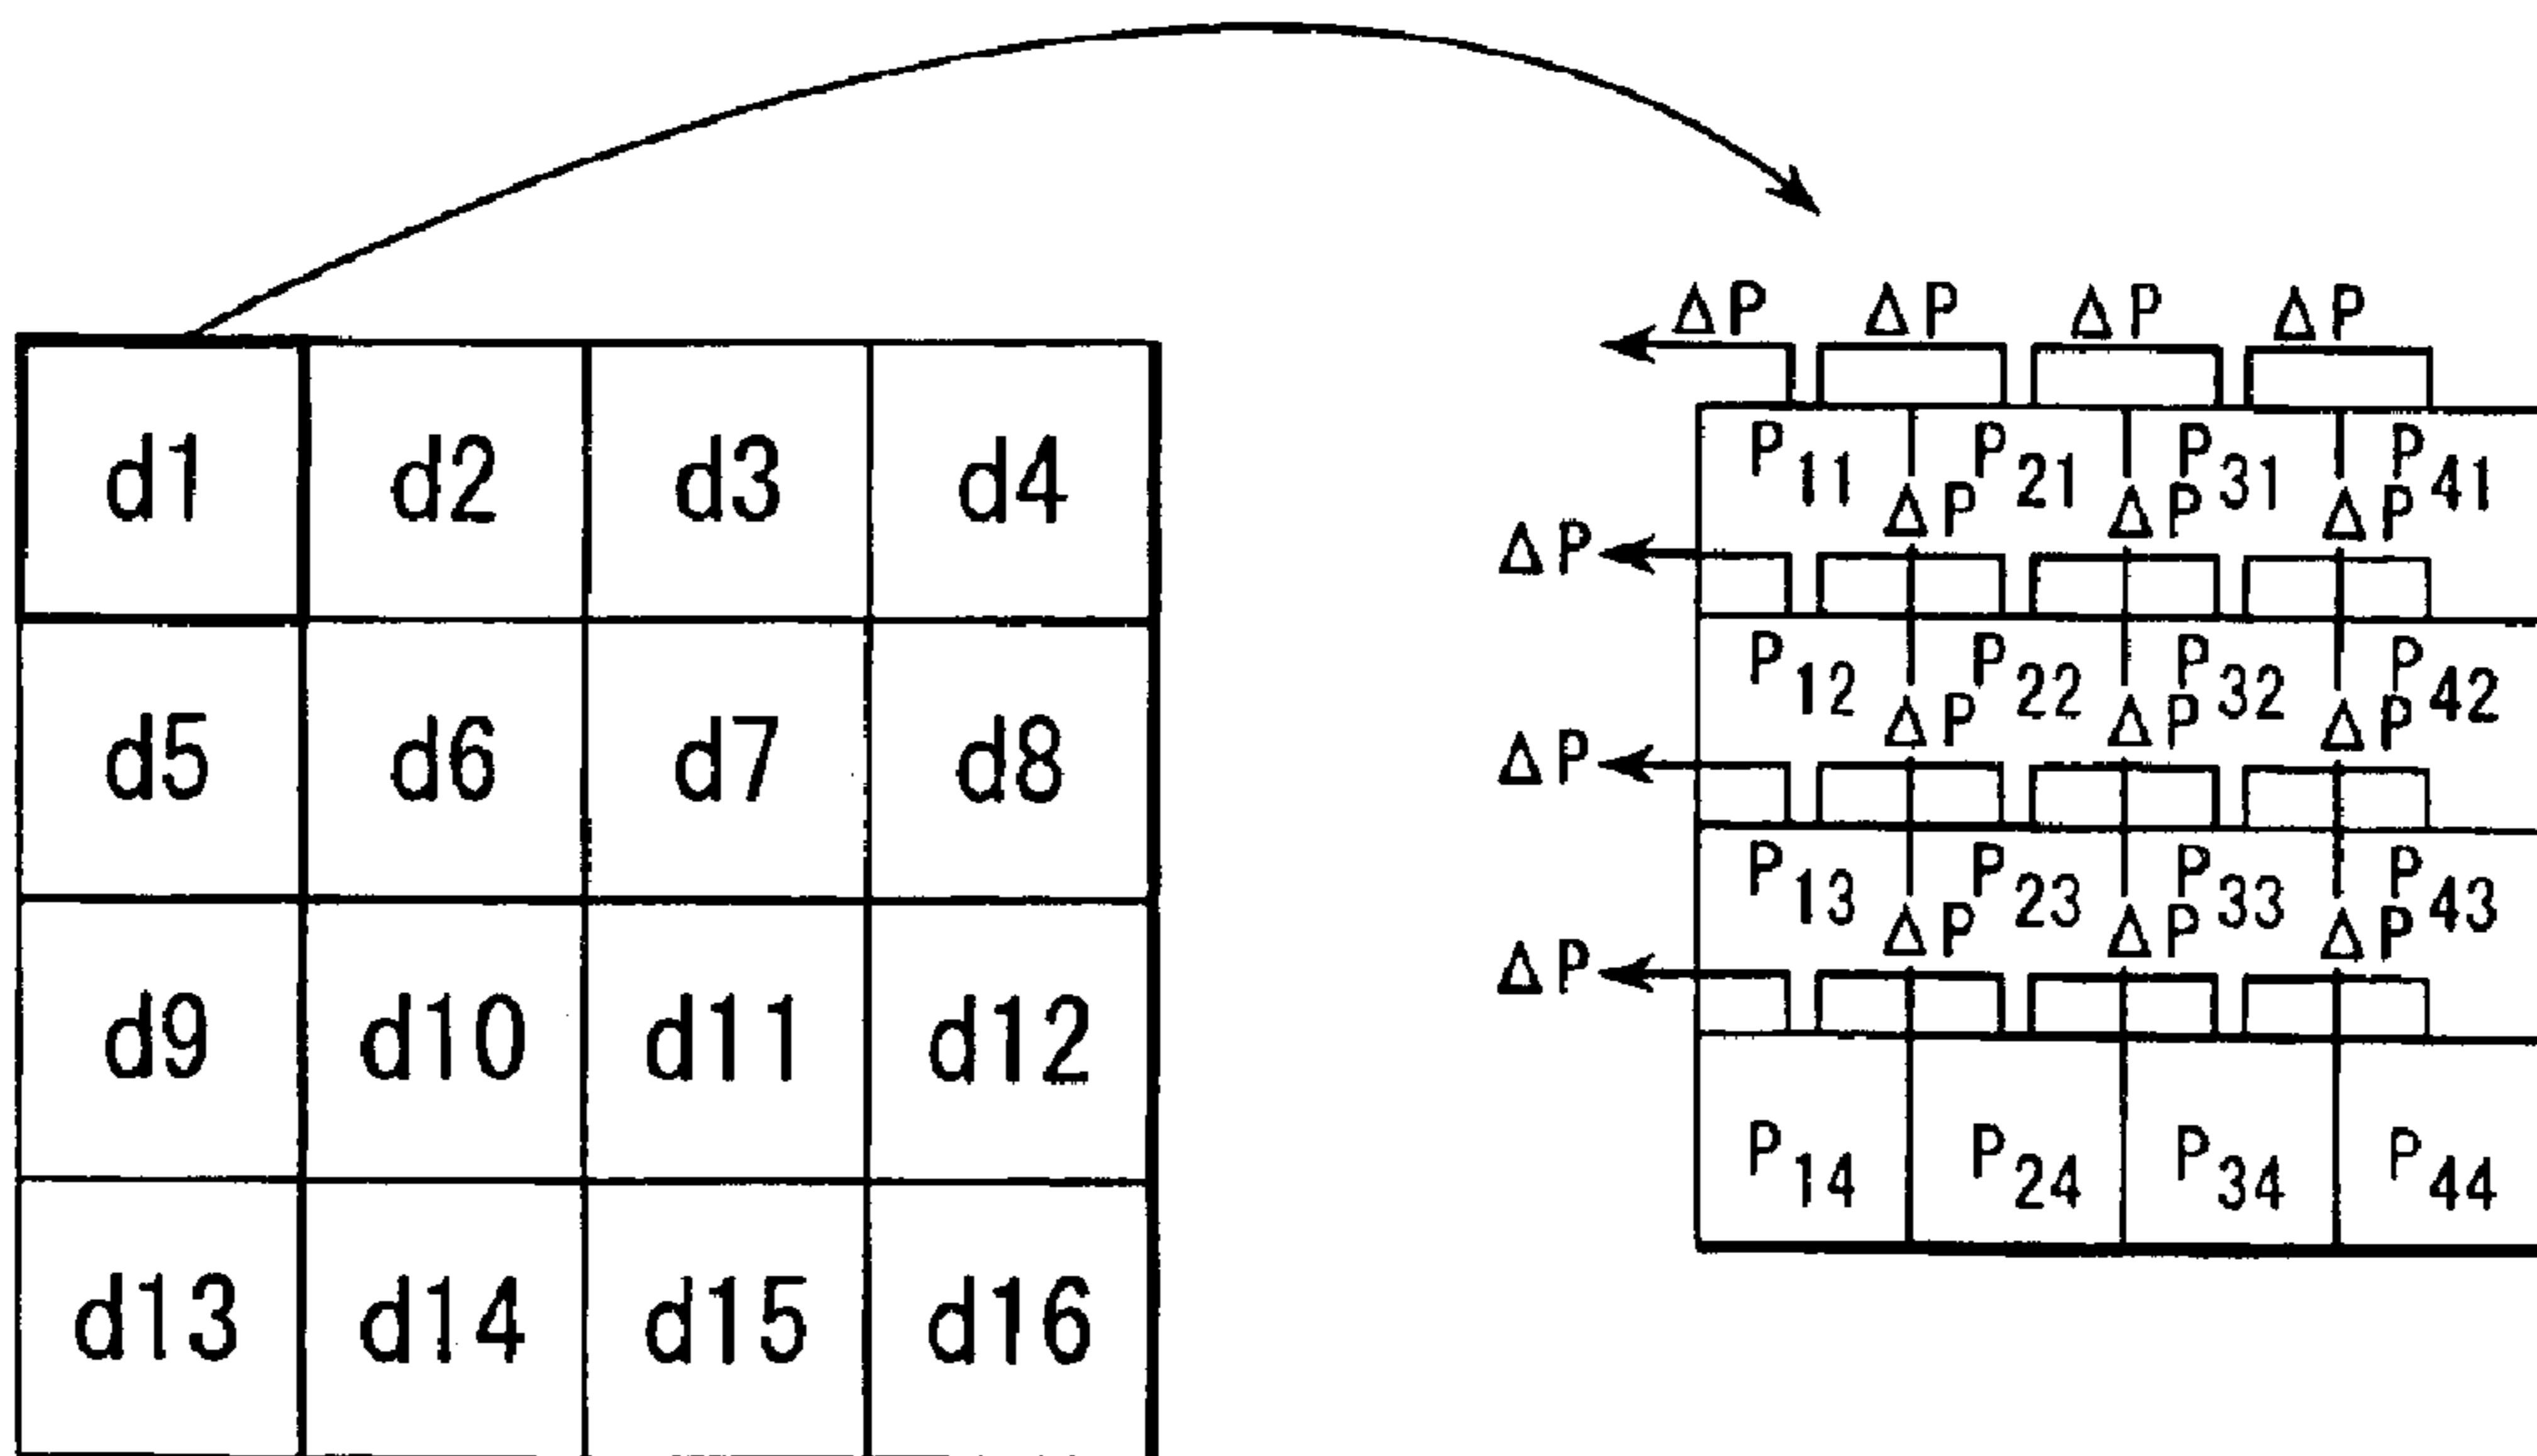 d1 d2 d3 d4
d5 d6 d7 d8
d9 d10 d11 d12
d13 d14 d15 d16
ΔP ΔP ΔP ΔP
P11 P21 P31 P41
ΔP ΔP ΔP
ΔP
P12 P22 P32 P42
ΔP ΔP ΔP
ΔP
P13 P23 P33 P43
ΔP ΔP ΔP
ΔP
P14 P24 P34 P44